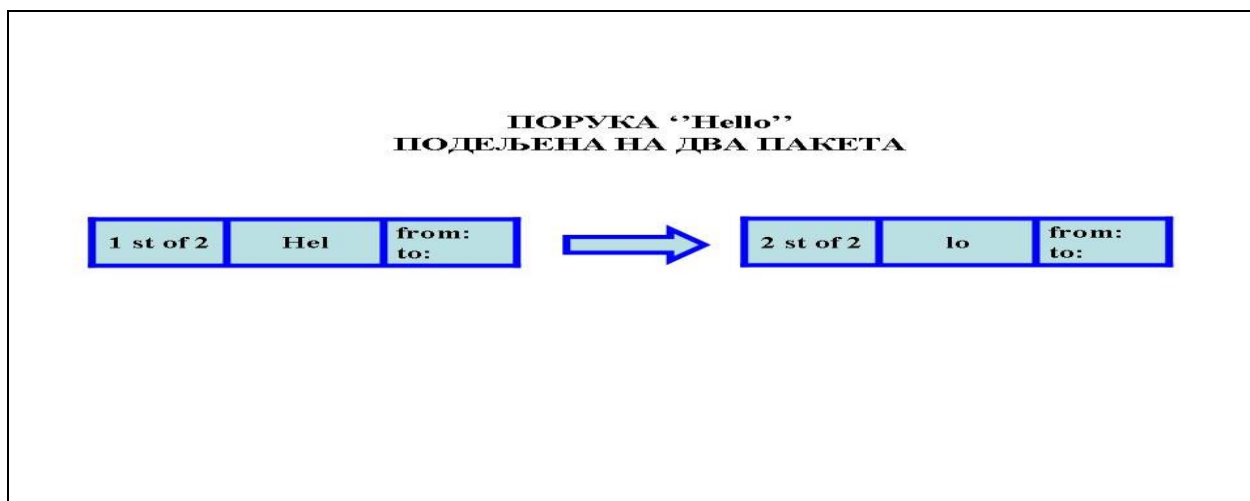 ПОРУКА ‘’Hello’’
ПОДЕЉЕНА НА ДВА ПАКЕТА
1 st of 2
Hel
from:
to:
2 st of 2
lo
from:
to: